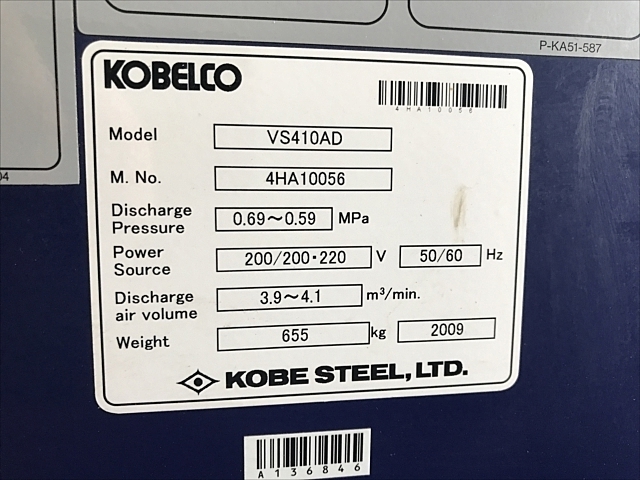 P-KA51-587
04
KOBELCO
4HA10056
Model VS410AD
M. No. 4HA10056
Discharge
Pressure 0.69～0.59 MPa
Power
Source 200/200・220 V 50/60 Hz
Discharge
air volume 3.9～4.1 m³/min.
Weight 655 kg 2009
KOBE STEEL, LTD.
A136846